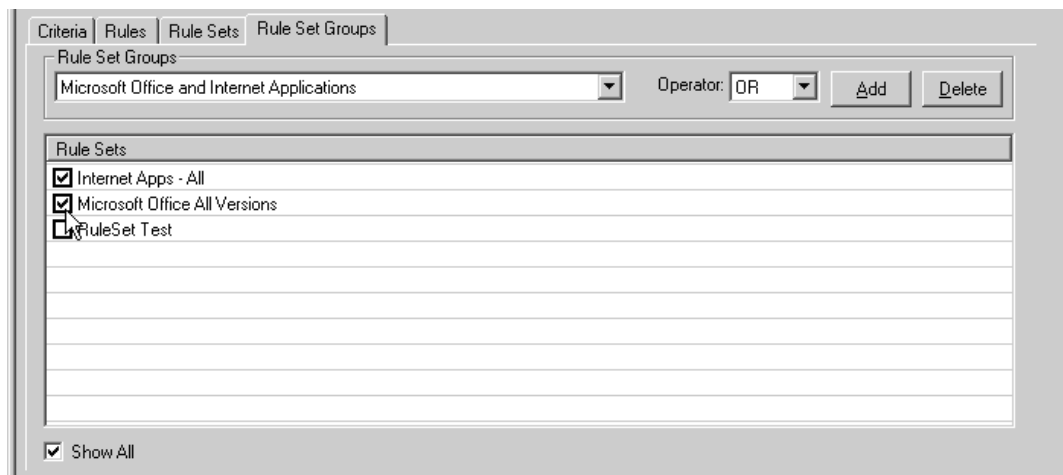 Criteria Rules Rule Sets Rule Set Groups
Rule Set Groups
Microsoft Office and Internet Applications Operator: OR Add Delete
Rule Sets
Internet Apps - All
Microsoft Office All Versions
RuleSet Test
Show All